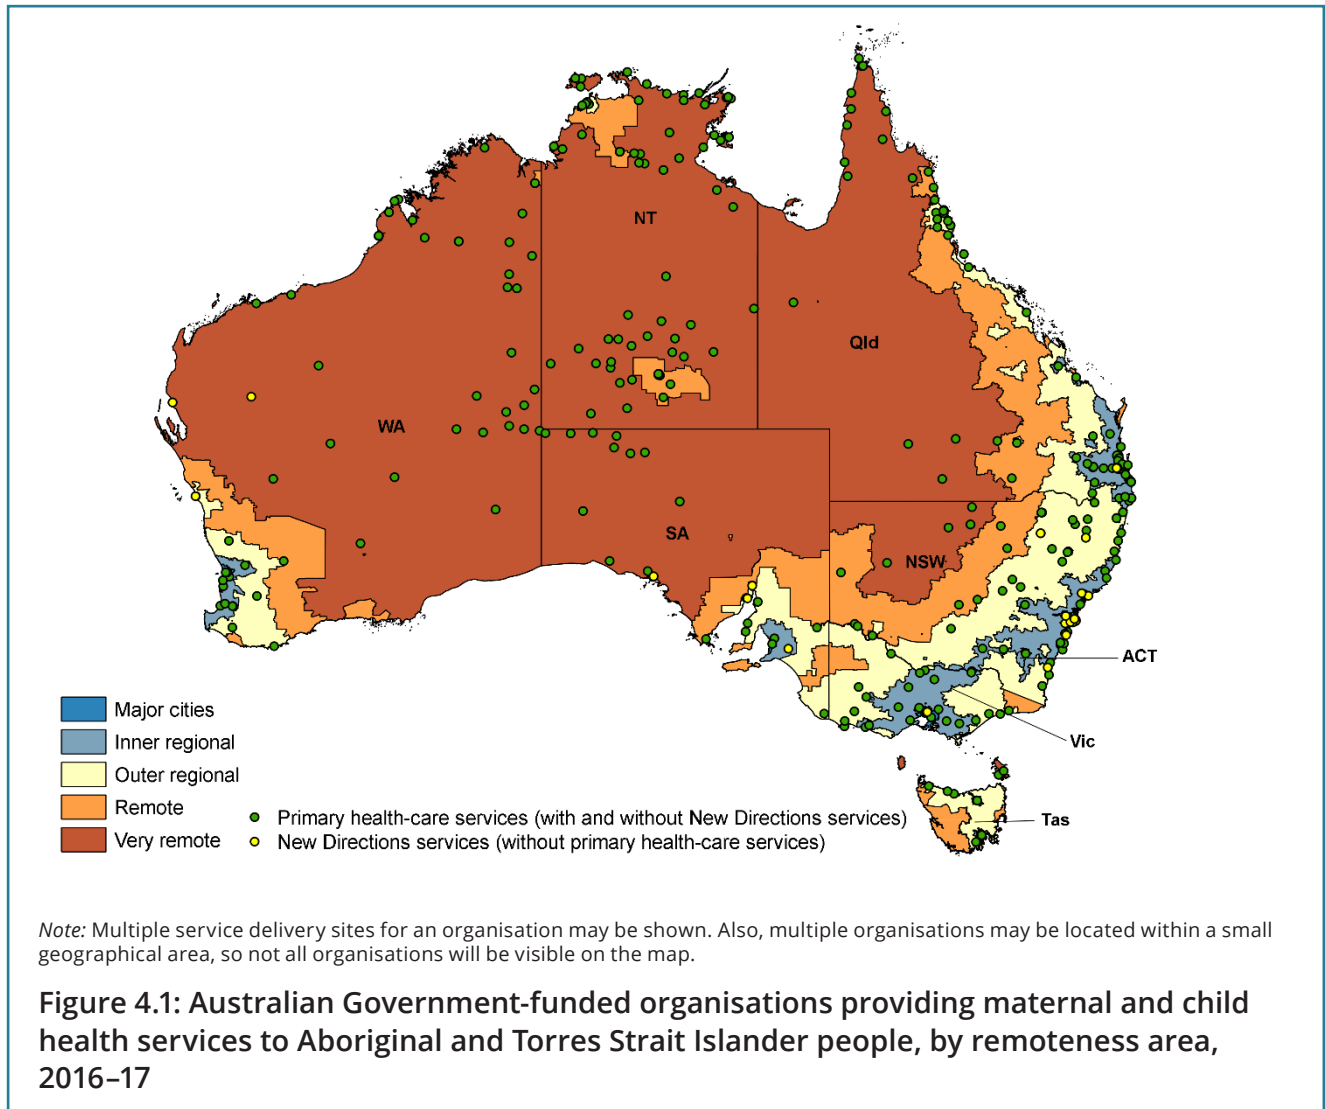 NT
Qld
WA
SA
NSW
ACT
Vic
Tas
Major cities
Inner regional
Outer regional
Remote
Very remote
Primary health-care services (with and without New Directions services)
New Directions services (without primary health-care services)
Note: Multiple service delivery sites for an organisation may be shown. Also, multiple organisations may be located within a small
geographical area, so not all organisations will be visible on the map.
Figure 4.1: Australian Government-funded organisations providing maternal and child
health services to Aboriginal and Torres Strait Islander people, by remoteness area,
2016–17